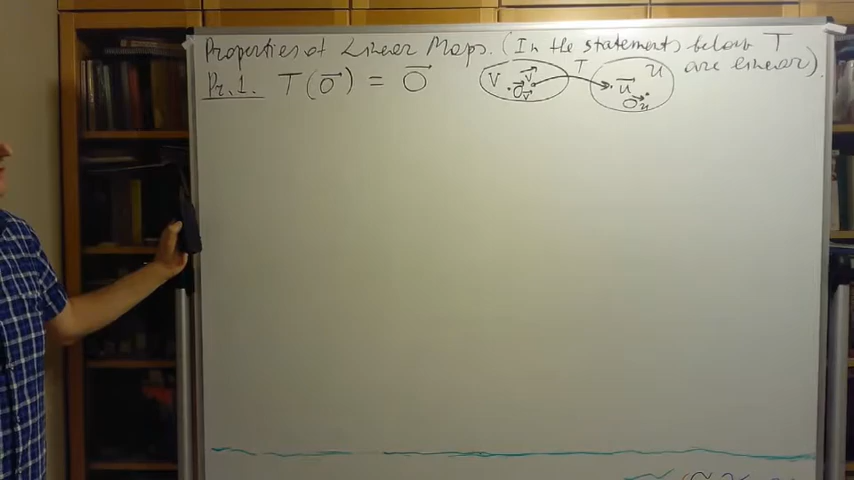 Properties of Linear Maps. (In the statements below T
are linear).
Pr. 1. T(0⃗) = 0⃗
V v⃗ 0⃗v T U u⃗ 0⃗u